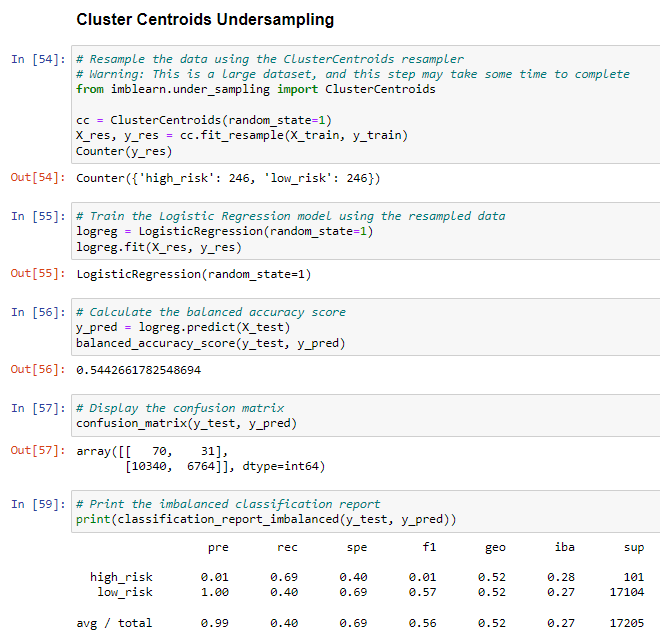 Cluster Centroids Undersampling
In [54]: # Resample the data using the ClusterCentroids resampler
# Warning: This is a large dataset, and this step may take some time to complete
from imblearn.under_sampling import ClusterCentroids
cc = ClusterCentroids(random_state=1)
X_res, y_res = cc.fit_resample(X_train, y_train)
Counter(y_res)
Out[54]: Counter({'high_risk': 246, 'low_risk': 246})
In [55]: # Train the Logistic Regression model using the resampled data
logreg = LogisticRegression(random_state=1)
logreg.fit(X_res, y_res)
Out[55]: LogisticRegression(random_state=1)
In [56]: # Calculate the balanced accuracy score
y_pred = logreg.predict(X_test)
balanced_accuracy_score(y_test, y_pred)
Out[56]: 0.5442661782548694
In [57]: # Display the confusion matrix
confusion_matrix(y_test, y_pred)
Out[57]: array([[   70,    31],
       [10340,  6764]], dtype=int64)
In [59]: # Print the imbalanced classification report
print(classification_report_imbalanced(y_test, y_pred))
pre rec spe f1 geo iba sup
high_risk 0.01 0.69 0.40 0.01 0.52 0.28 101
low_risk 1.00 0.40 0.69 0.57 0.52 0.27 17104
avg / total 0.99 0.40 0.69 0.56 0.52 0.27 17205